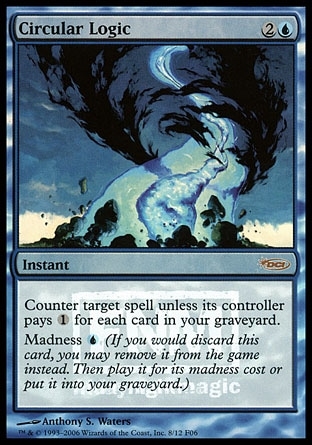 Circular Logic 2
Instant
DCI
Counter target spell unless its controller
pays 1 for each card in your graveyard.
Madness (If you would discard this
card, you may remove it from the game
instead. Then play it for its madness cost or
put it into your graveyard.)
magic
Anthony S. Waters
™ & © 1993–2006 Wizards of the Coast, Inc. 8/12 F06